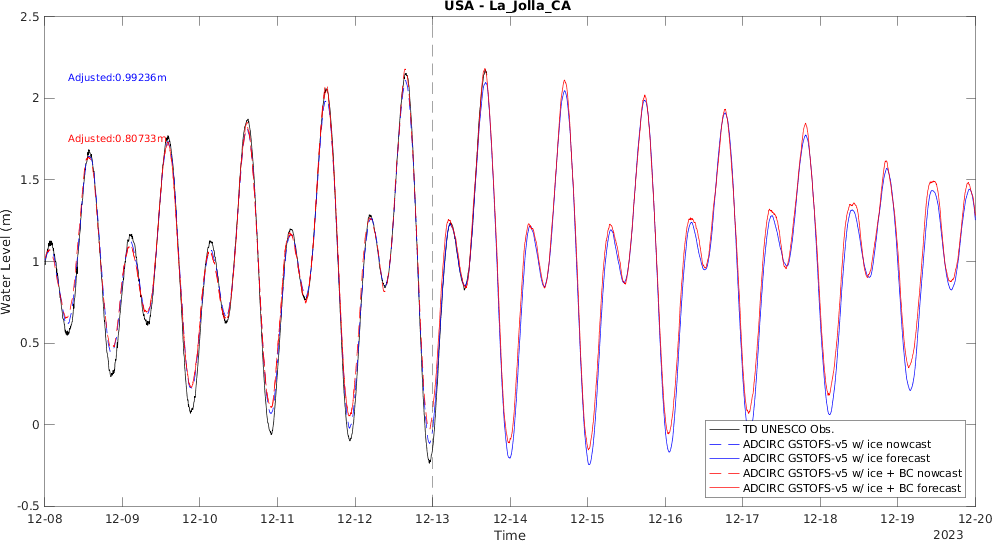 USA - La_Jolla_CA
2.5
2
1.5
1
0.5
0
-0.5
Water Level (m)
Adjusted:0.99236m
Adjusted:0.80733m
TD UNESCO Obs.
ADCIRC GSTOFS-v5 w/ ice nowcast
ADCIRC GSTOFS-v5 w/ ice forecast
ADCIRC GSTOFS-v5 w/ ice + BC nowcast
ADCIRC GSTOFS-v5 w/ ice + BC forecast
12-08 12-09 12-10 12-11 12-12 12-13 12-14 12-15 12-16 12-17 12-18 12-19 12-20
Time
2023